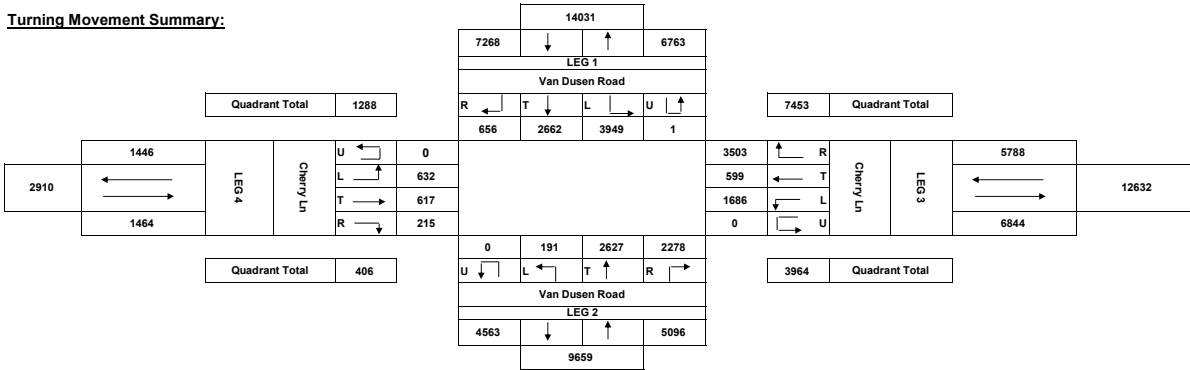 Turning Movement Summary:
14031
7268 6763
LEG 1
Van Dusen Road
Quadrant Total 1288
R T L U
7453 Quadrant Total
656 2662 3949 1
1446
U 0
3503 R
5788
2910
LEG 4
Cherry Ln
L 632
599 T
Cherry Ln
LEG 3
12632
T 617
1686 L
1464
R 215
0 U
6844
0 191 2627 2278
Quadrant Total 406
U L T R
3964 Quadrant Total
Van Dusen Road
LEG 2
4563 5096
9659